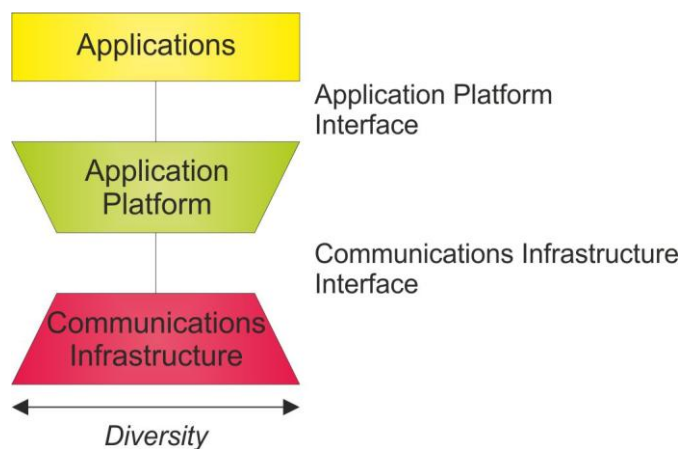 Applications
Application Platform
Interface
Application
Platform
Communications Infrastructure
Interface
Communications
Infrastructure
Diversity